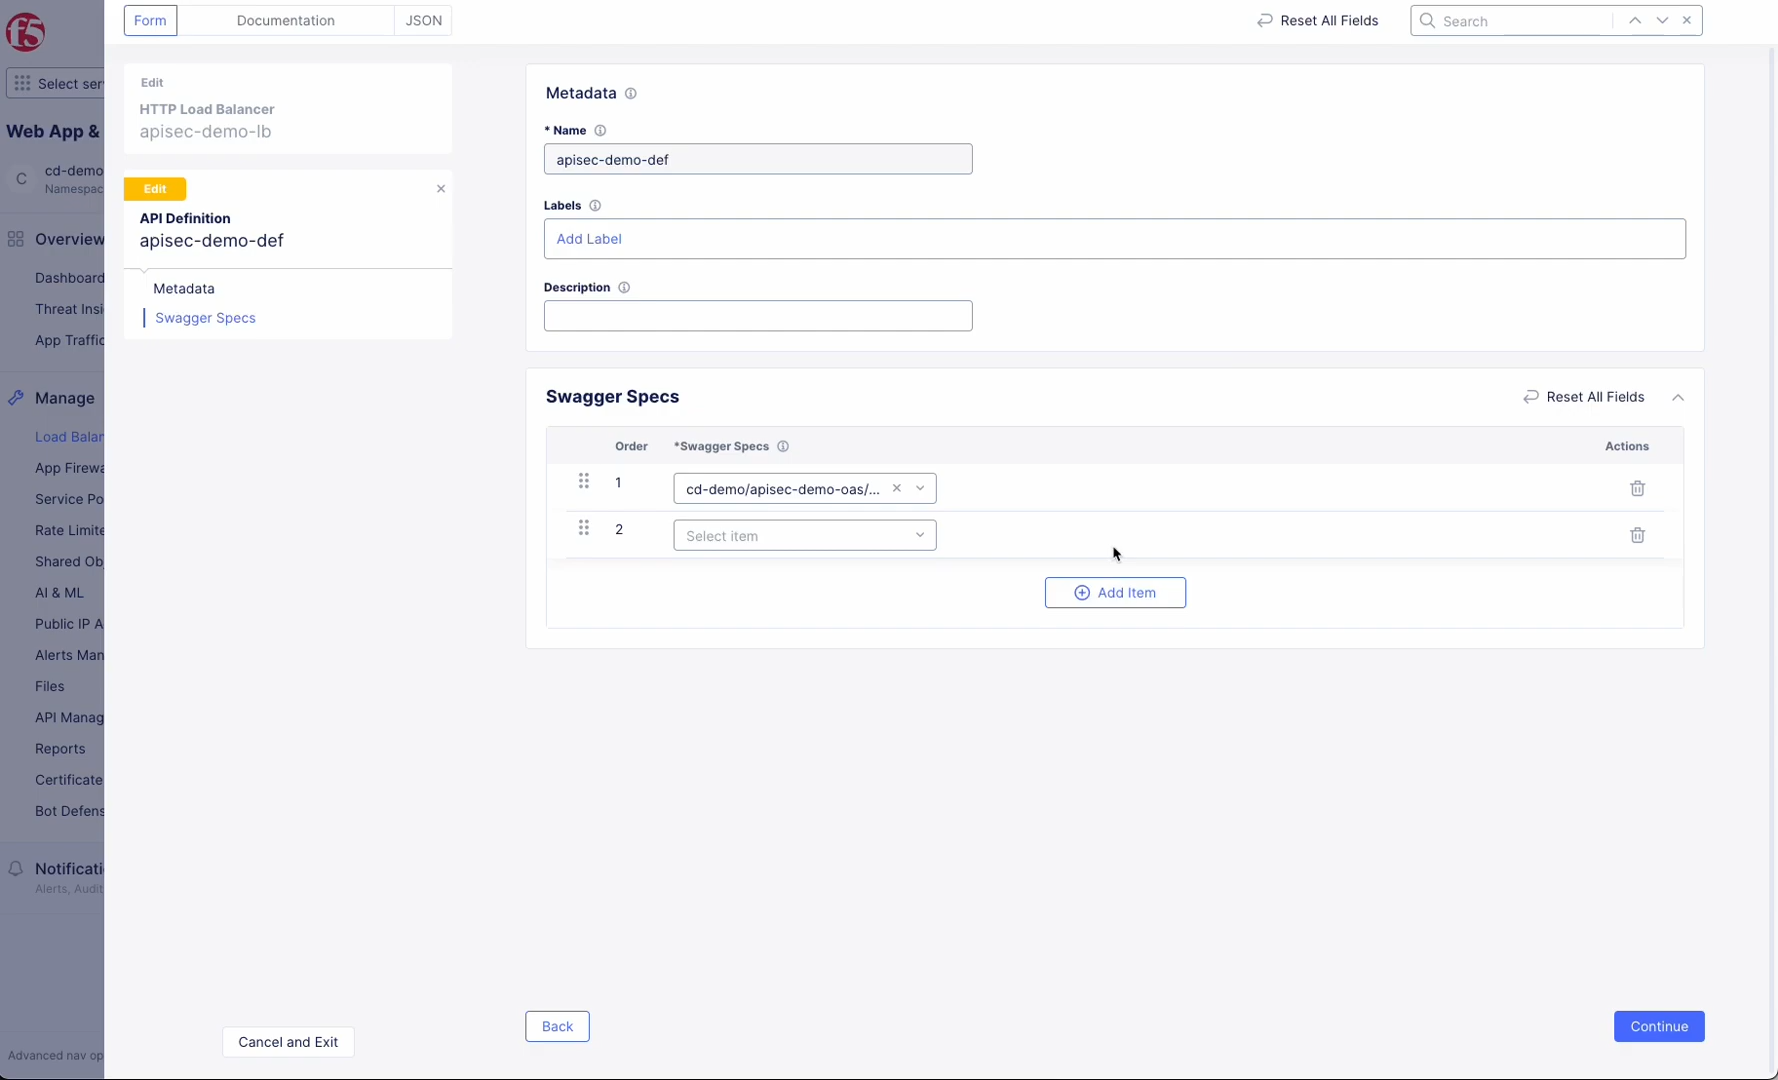 Form
Documentation
JSON
Reset All Fields
Search
f5
Select ser
Web App &
C
cd-demo
Namespac
Overview
Dashboard
Threat Insi
App Traffic
Manage
Load Balan
App Firewa
Service Po
Rate Limite
Shared Obj
AI & ML
Public IP A
Alerts Man
Files
API Manag
Reports
Certificate
Bot Defens
Notificatio
Alerts, Audit
Advanced nav op
Edit
HTTP Load Balancer
apisec-demo-lb
Edit
API Definition
apisec-demo-def
Metadata
Swagger Specs
Cancel and Exit
Metadata
* Name
apisec-demo-def
Labels
Add Label
Description
Swagger Specs
Reset All Fields
Order *Swagger Specs Actions
1 cd-demo/apisec-demo-oas/...
2 Select item
Add Item
Back
Continue